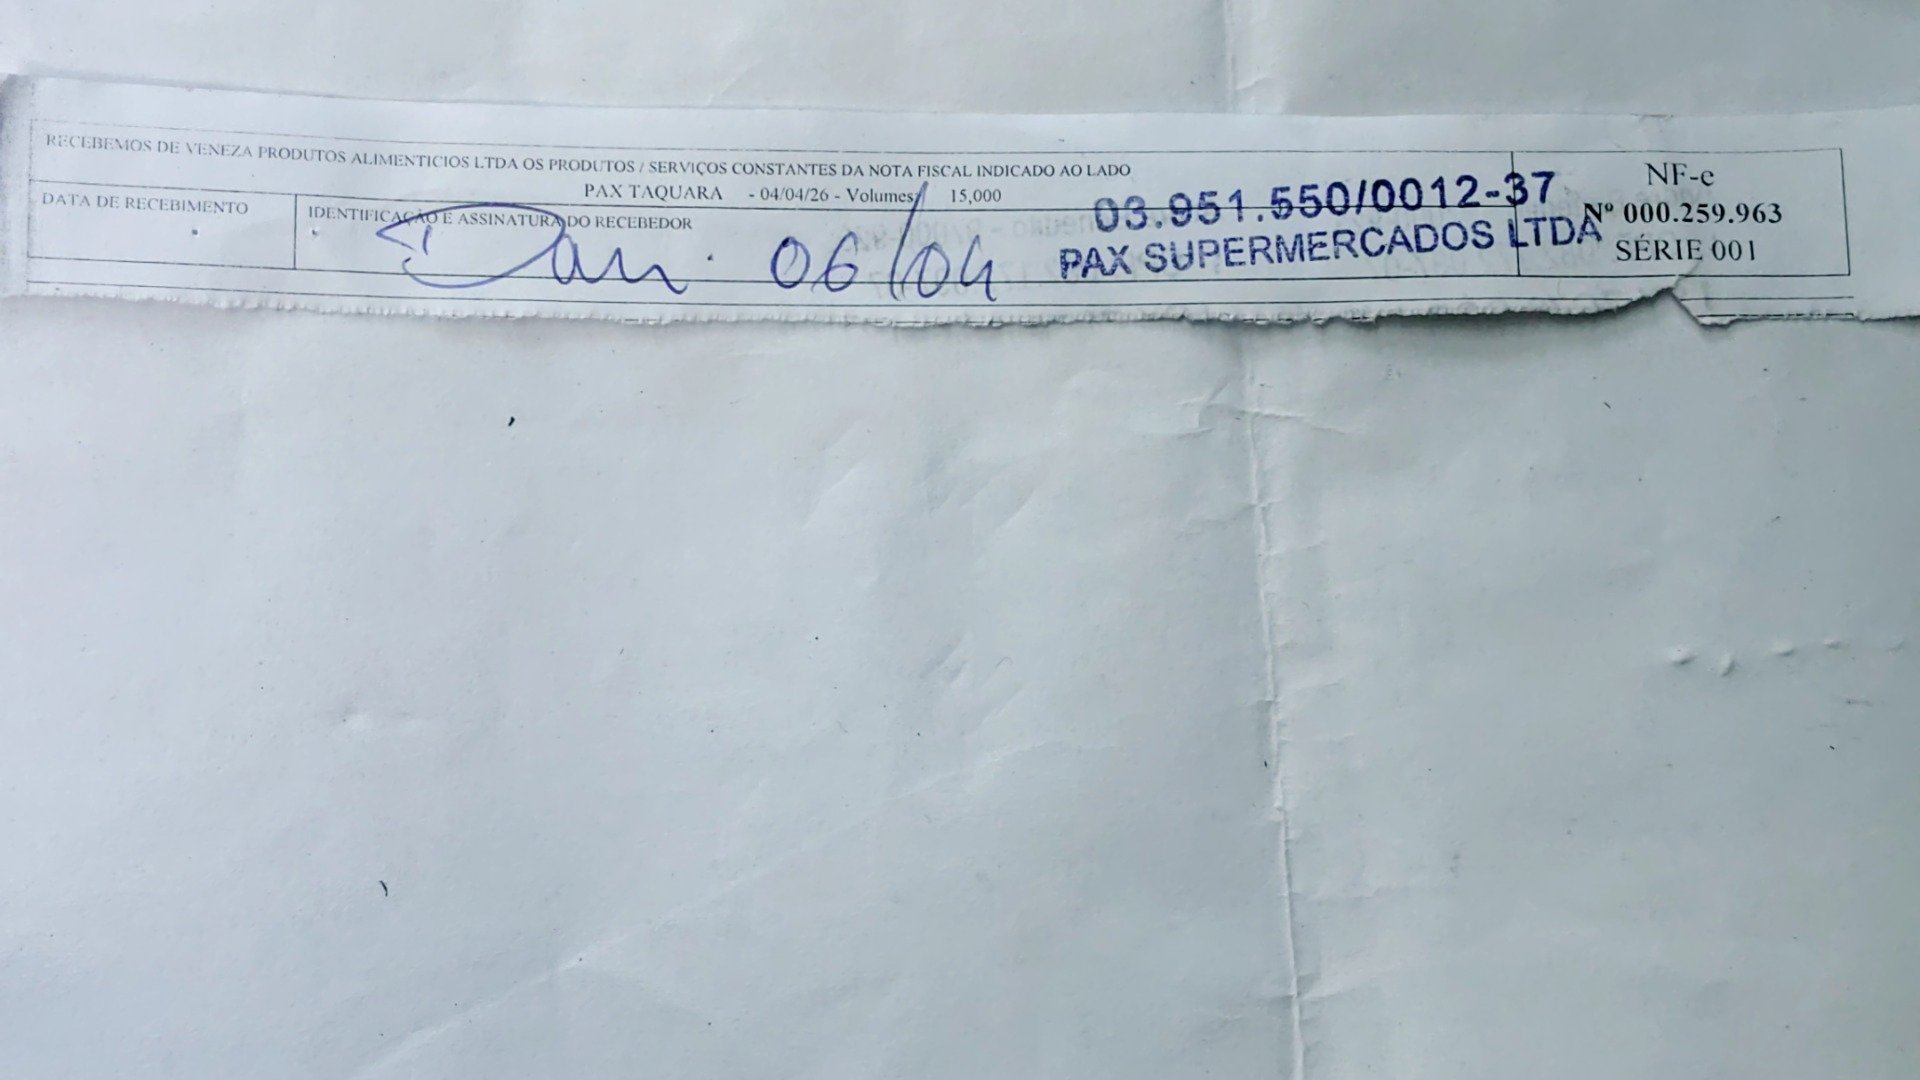 RECEBEMOS DE VENEZA PRODUTOS ALIMENTICIOS LTDA OS PRODUTOS / SERVIÇOS CONSTANTES DA NOTA FISCAL INDICADO AO LADO
PAX TAQUARA - 04/04/26 - Volumes: 15,000
DATA DE RECEBIMENTO
IDENTIFICAÇÃO E ASSINATURA DO RECEBEDOR
06/04
03.951.550/0012-37
PAX SUPERMERCADOS LTDA
NF-e
Nº 000.259.963
SÉRIE 001